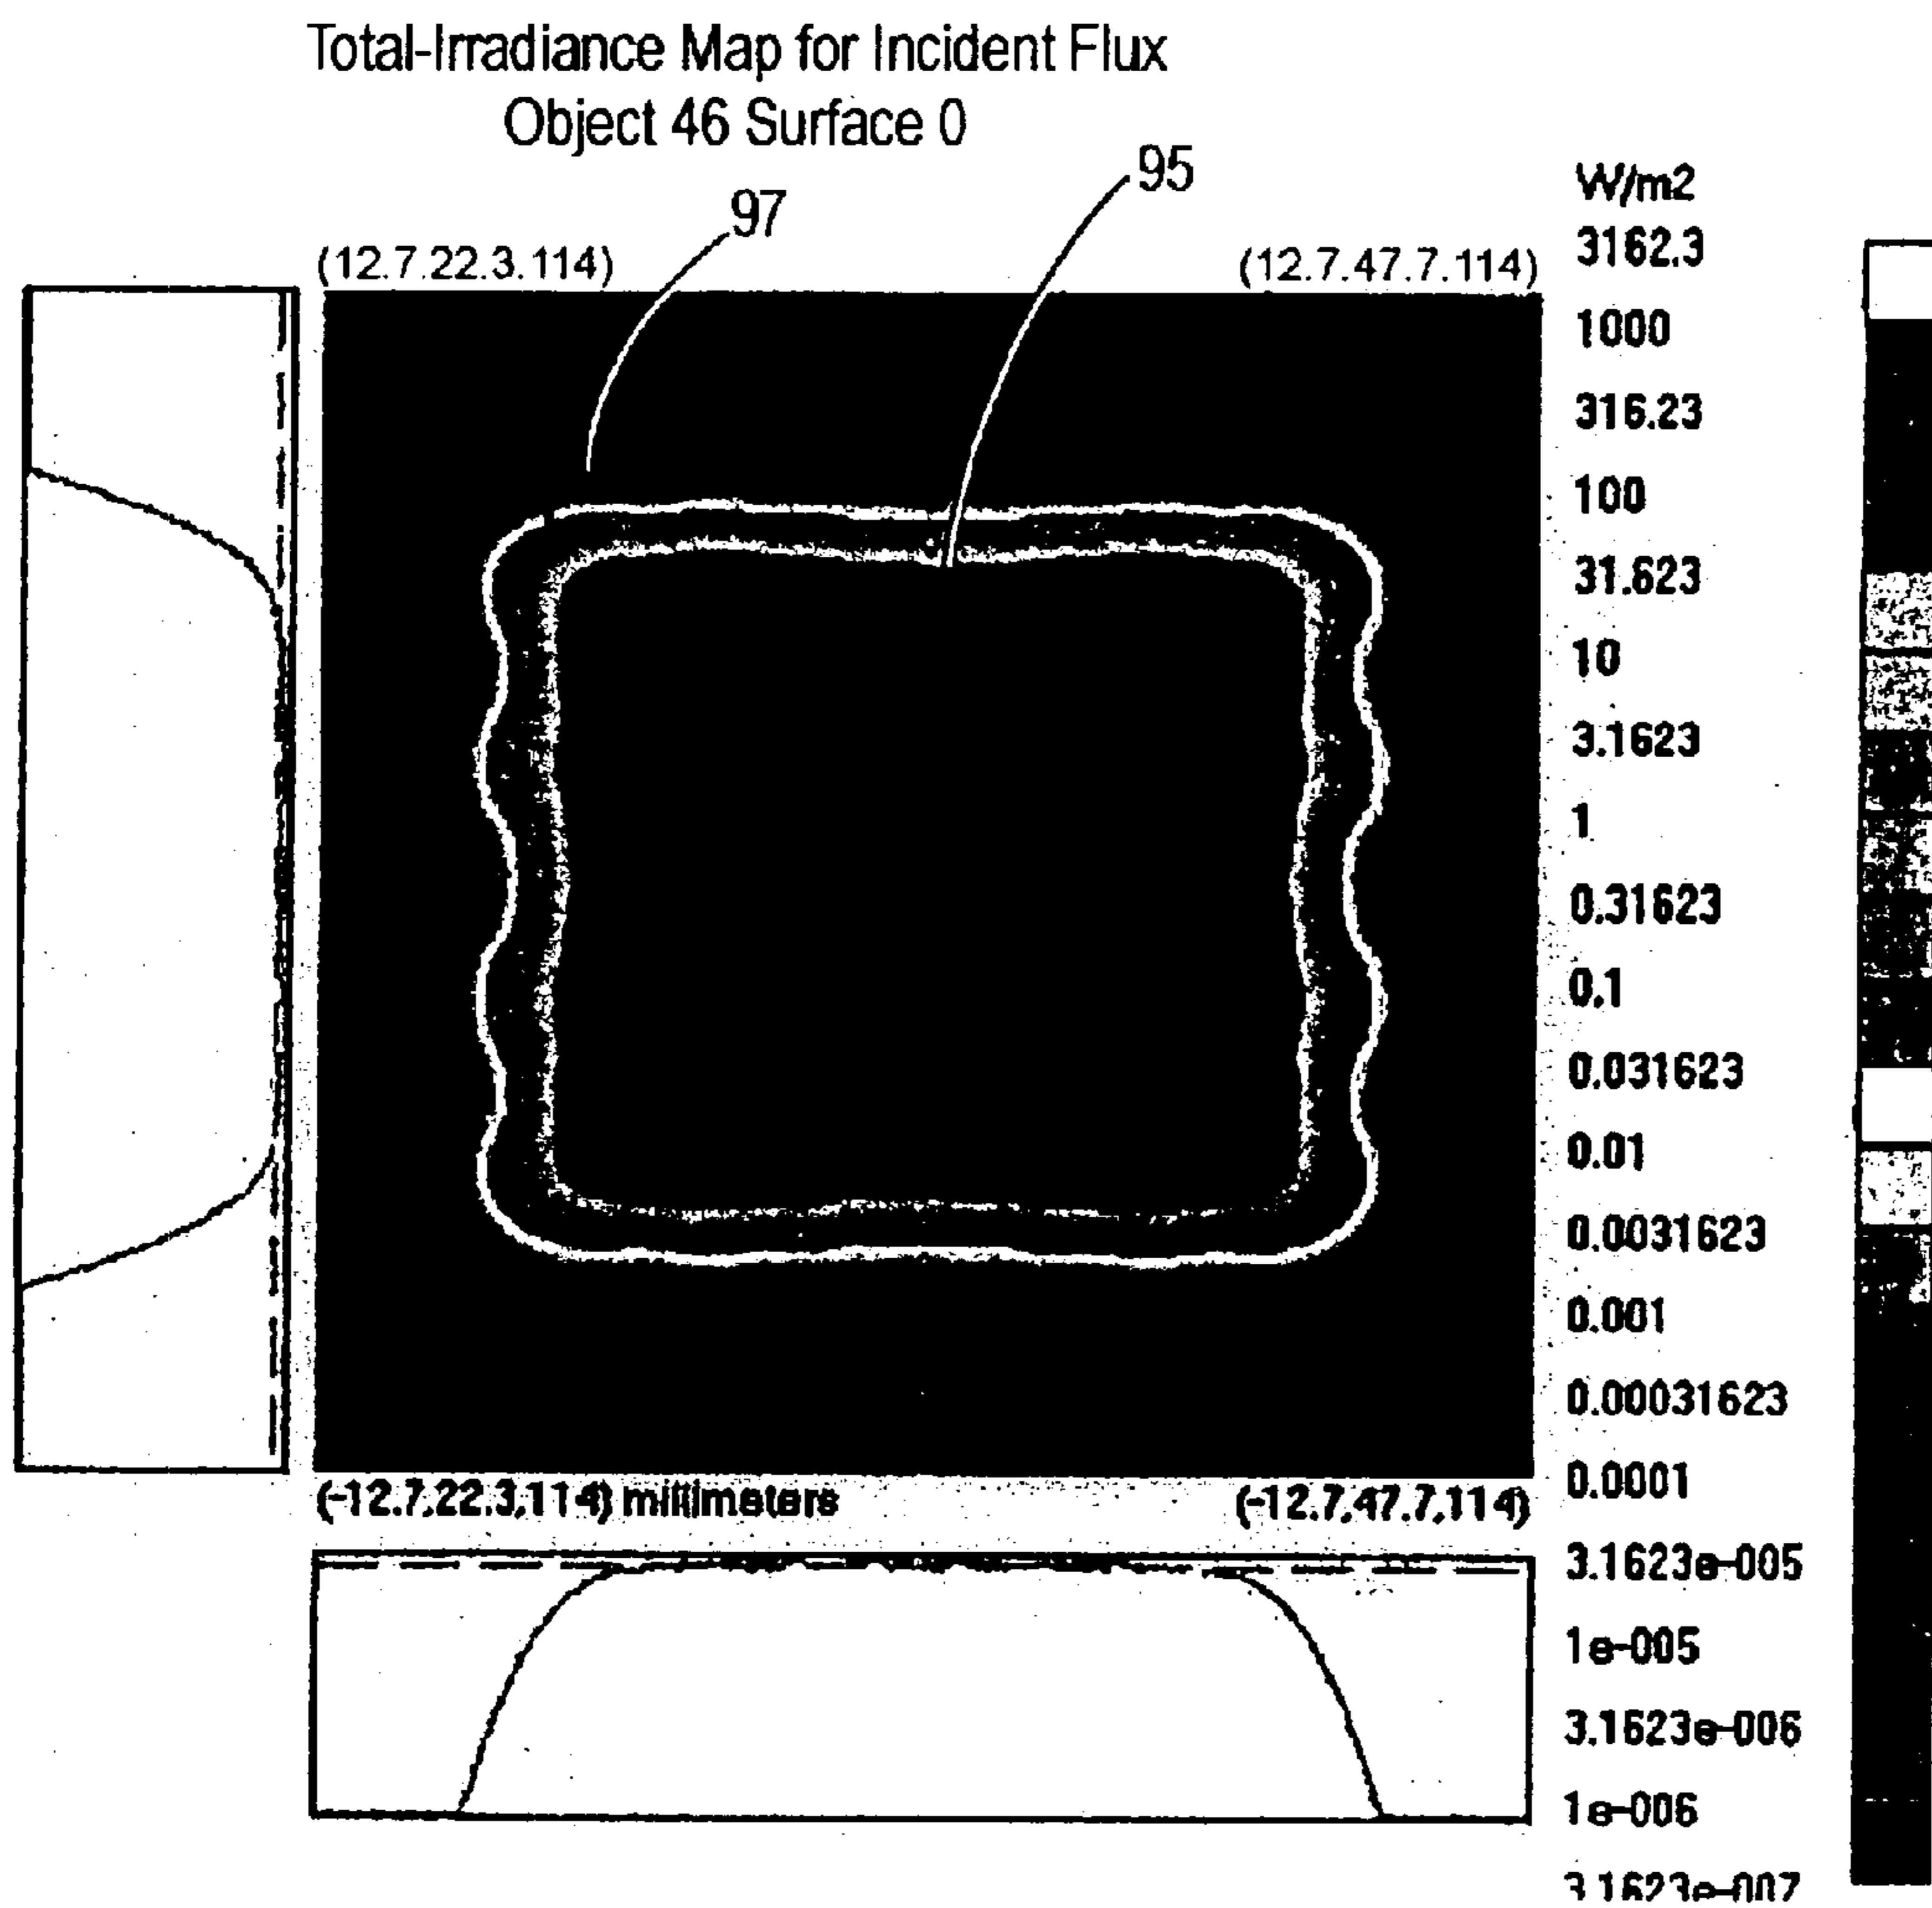 Total-Irradiance Map for Incident Flux
Object 46 Surface 0
95
97
W/m2
(12.7.22.3.114)
(12.7.47.7.114)
3162.3
1000
316.23
100
31.623
10
3.1623
1
0.31623
0.1
0.031623
0.01
0.0031623
0.001
0.00031623
0.0001
(-12.7,22.3,114) millimeters
(-12.7,47.7,114)
3.1623e-005
1e-005
3.1623e-006
1e-006
3.1623e-007